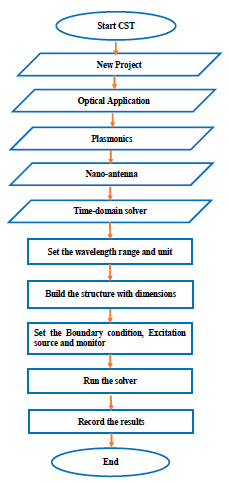 Start CST
New Project
Optical Application
Plasmonics
Nano-antenna
Time-domain solver
Set the wavelength range and unit
Build the structure with dimensions
Set the Boundary condition, Excitation
source and monitor
Run the solver
Record the results
End